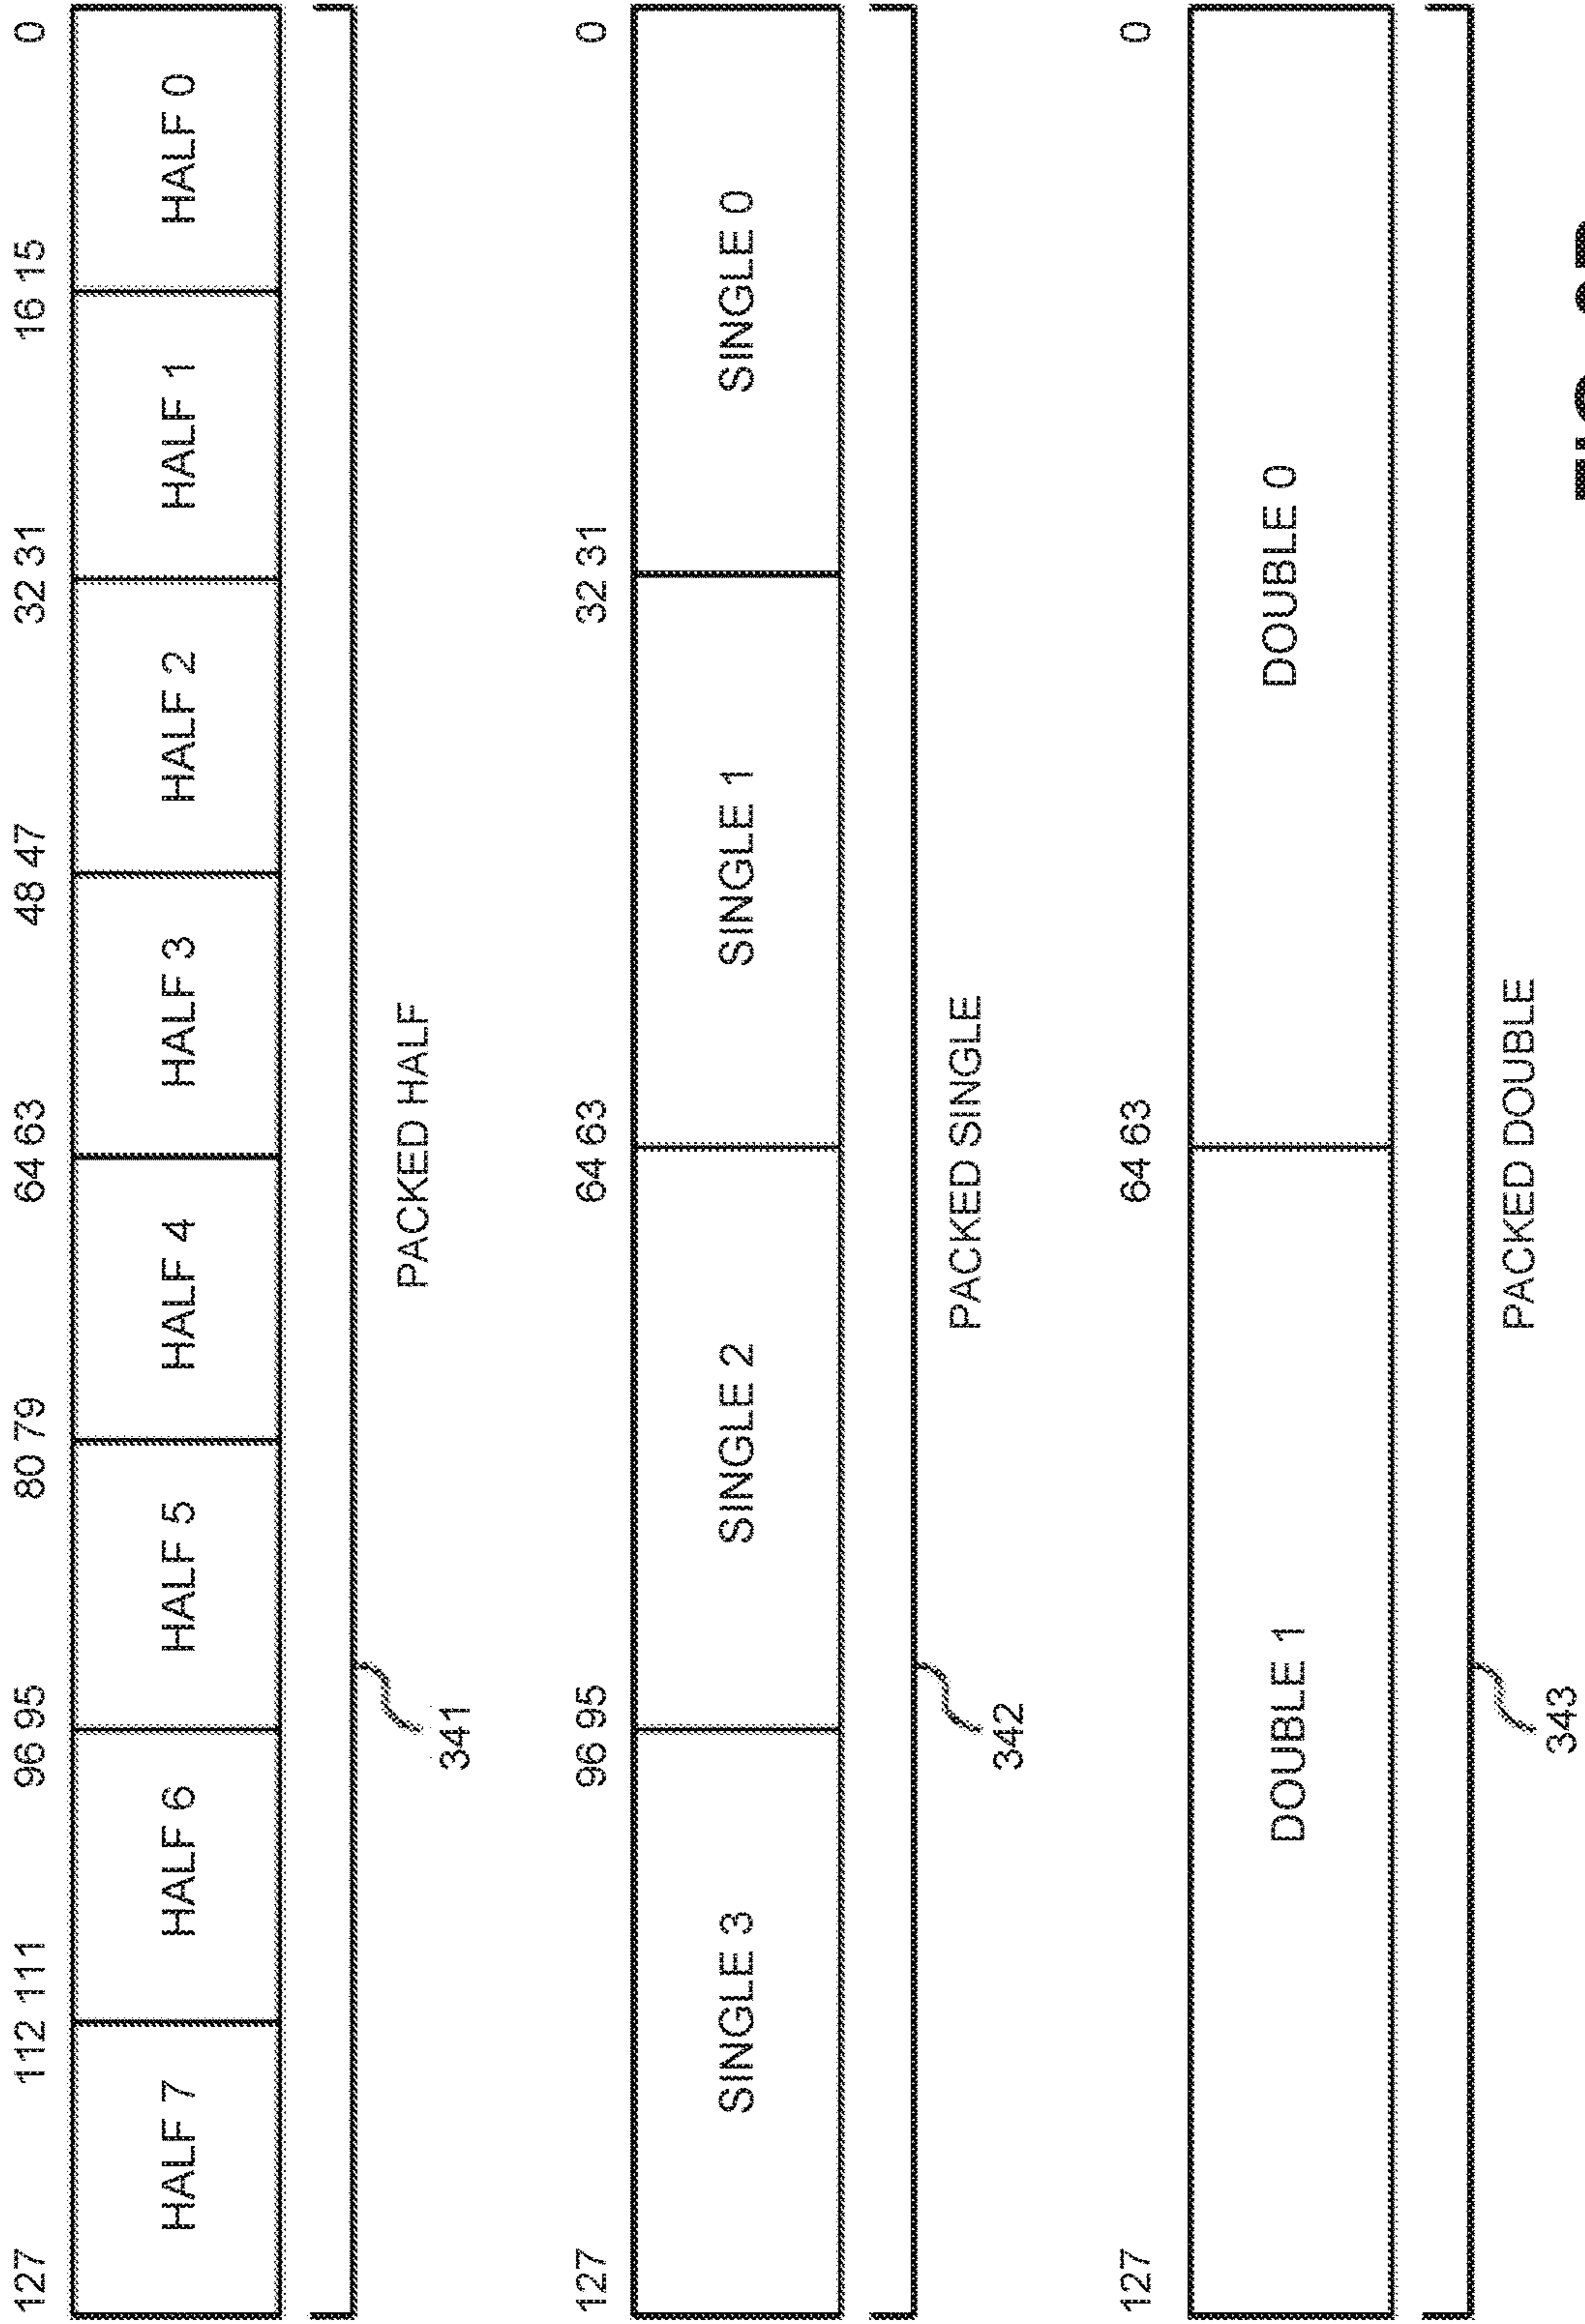 127 112 111 96 95 80 79 64 63 48 47 32 31 16 15 0
HALF 7 HALF 6 HALF 5 HALF 4 HALF 3 HALF 2 HALF 1 HALF 0
PACKED HALF
341
127 96 95 64 63 32 31 0
SINGLE 3 SINGLE 2 SINGLE 1 SINGLE 0
PACKED SINGLE
342
127 64 63 0
DOUBLE 1 DOUBLE 0
PACKED DOUBLE
343